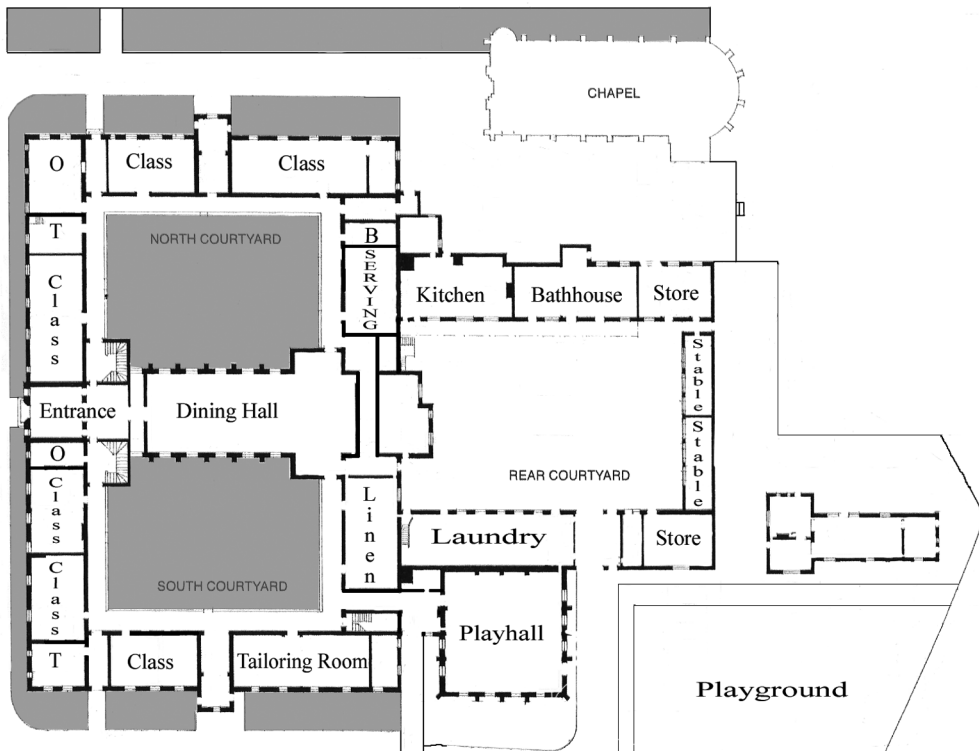 CHAPEL
O
Class
Class
T
NORTH COURTYARD
B
SERVING
Class
Kitchen
Bathhouse
Store
Stable
Entrance
Dining Hall
Stable
O
REAR COURTYARD
Class
Linen
Laundry
Store
Class
SOUTH COURTYARD
Playhall
T
Class
Tailoring Room
Playground